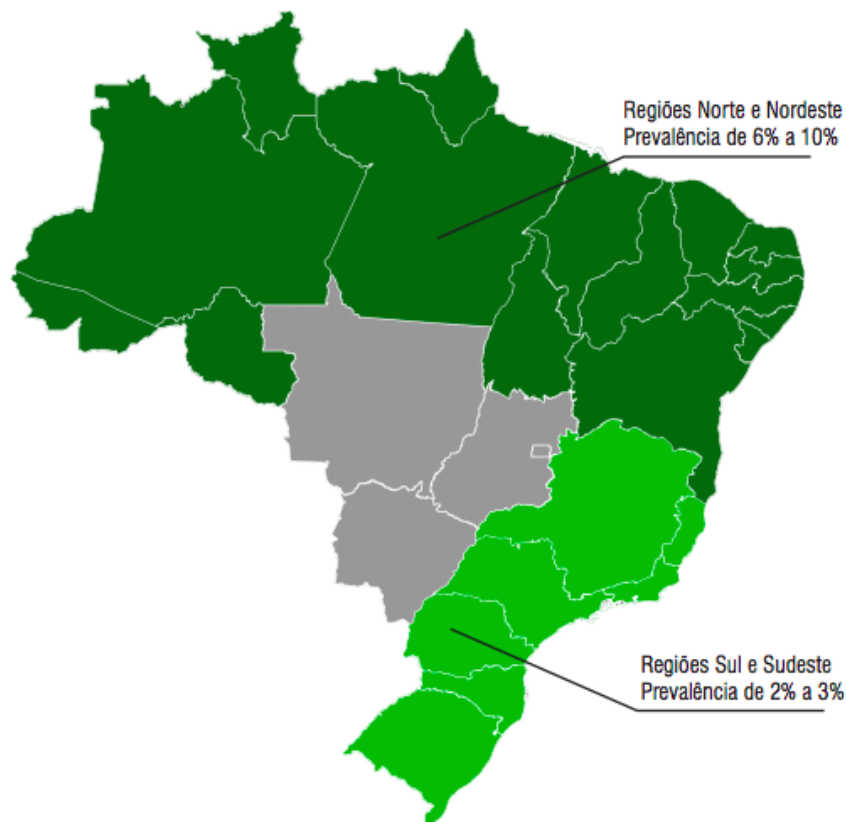 Regiões Norte e Nordeste
Prevalência de 6% a 10%
Regiões Sul e Sudeste
Prevalência de 2% a 3%